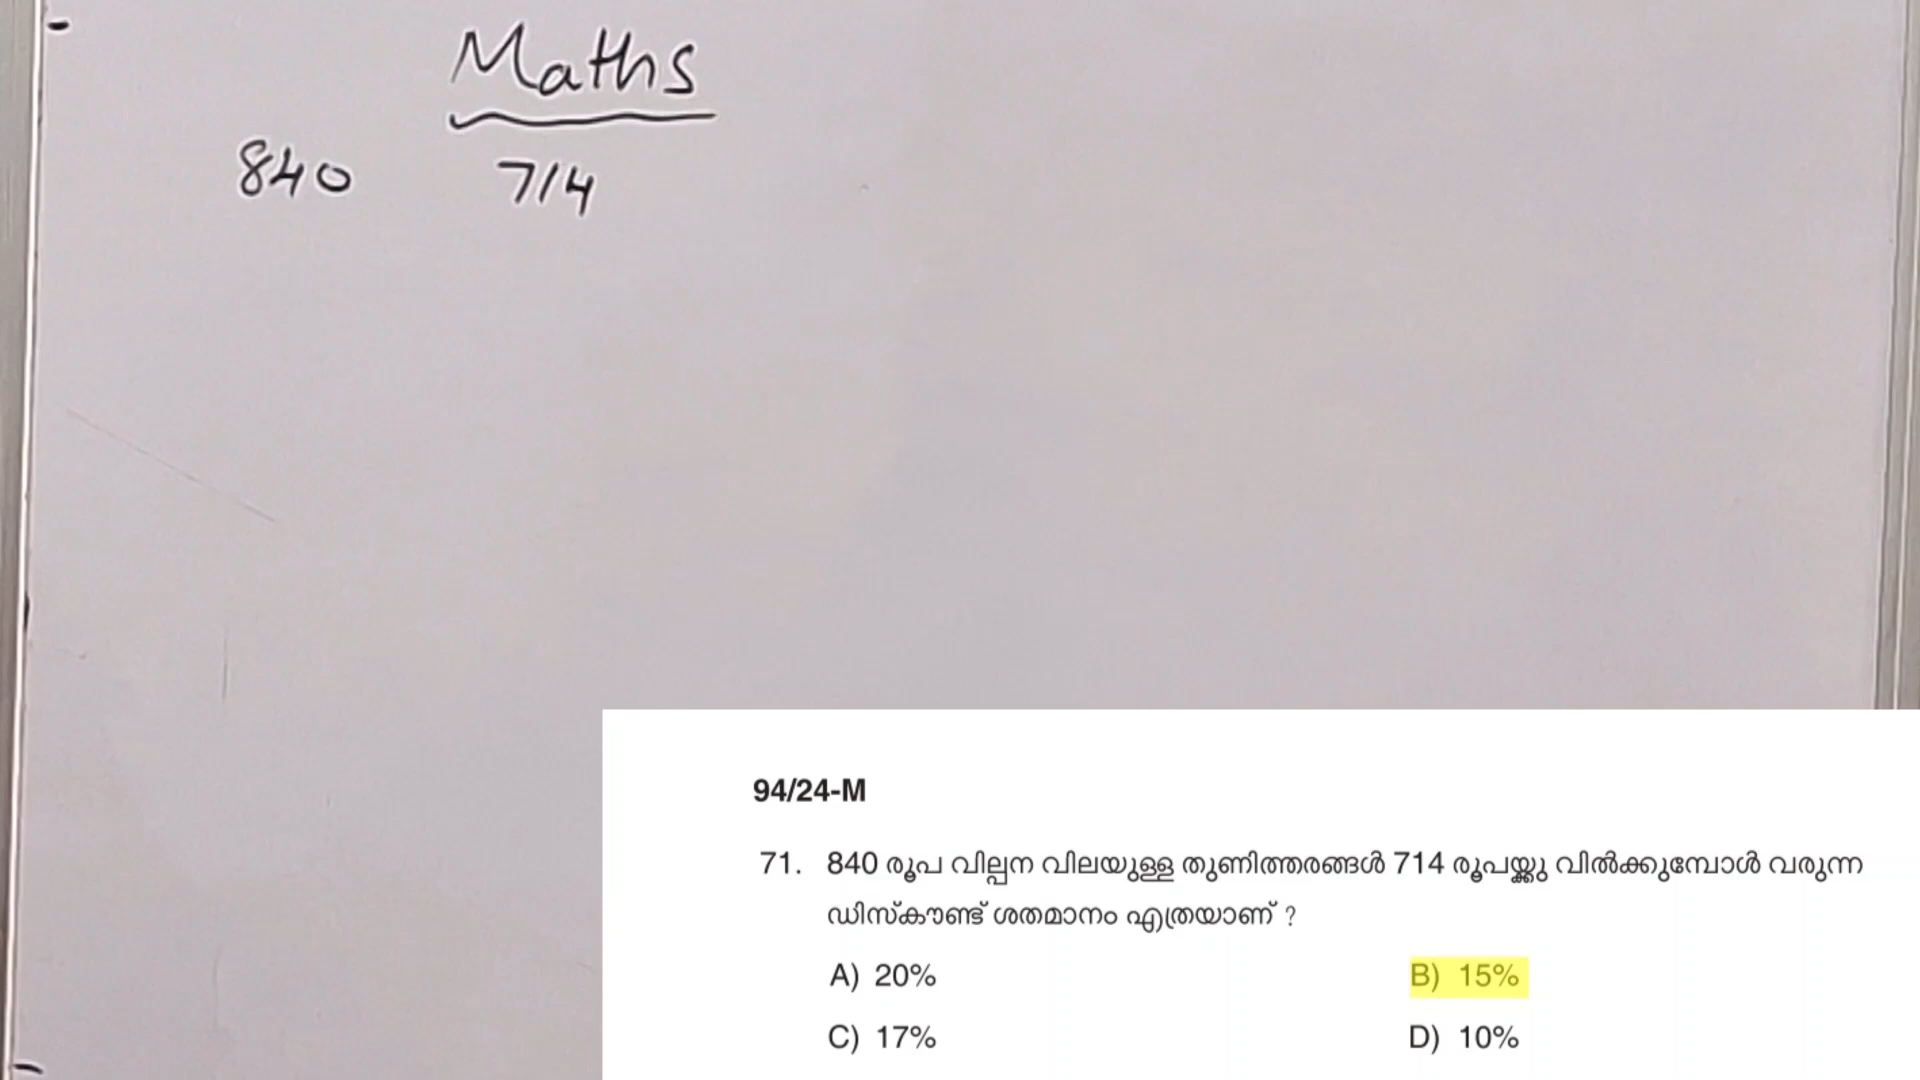 Maths
840 714
94/24-M
71. 840 രൂപ വില്പന വിലയുള്ള തുണിത്തരങ്ങൾ 714 രൂപയ്ക്കു വിൽക്കുമ്പോൾ വരുന്ന
ഡിസ്കൗണ്ട് ശതമാനം എത്രയാണ് ?
A) 20% B) 15%
C) 17% D) 10%